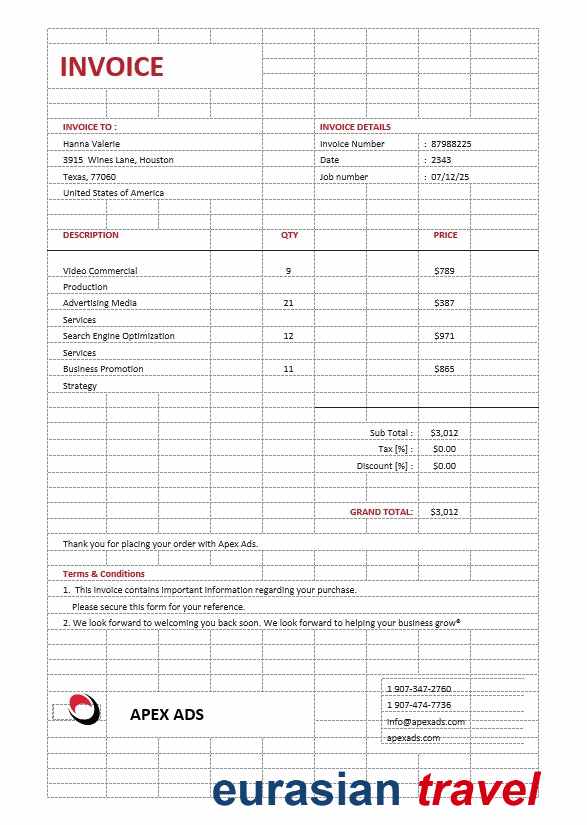 INVOICE
INVOICE TO :
INVOICE DETAILS
Hanna Valerie
Invoice Number : 87988225
3915 Wines Lane, Houston
Date : 2343
Texas, 77060
Job number : 07/12/25
United States of America
DESCRIPTION QTY PRICE
Video Commercial 9 $789
Production
Advertising Media 21 $387
Services
Search Engine Optimization 12 $971
Services
Business Promotion 11 $865
Strategy
Sub Total : $3,012
Tax [%] : $0.00
Discount [%] : $0.00
GRAND TOTAL: $3,012
Thank you for placing your order with Apex Ads.
Terms & Conditions
1. This invoice contains important information regarding your purchase.
Please secure this form for your reference.
2. We look forward to welcoming you back soon. We look forward to helping your business grow®
1 907-347-2760
1 907-474-7736
APEX ADS
info@apexads.com
apexads.com
eurasian travel